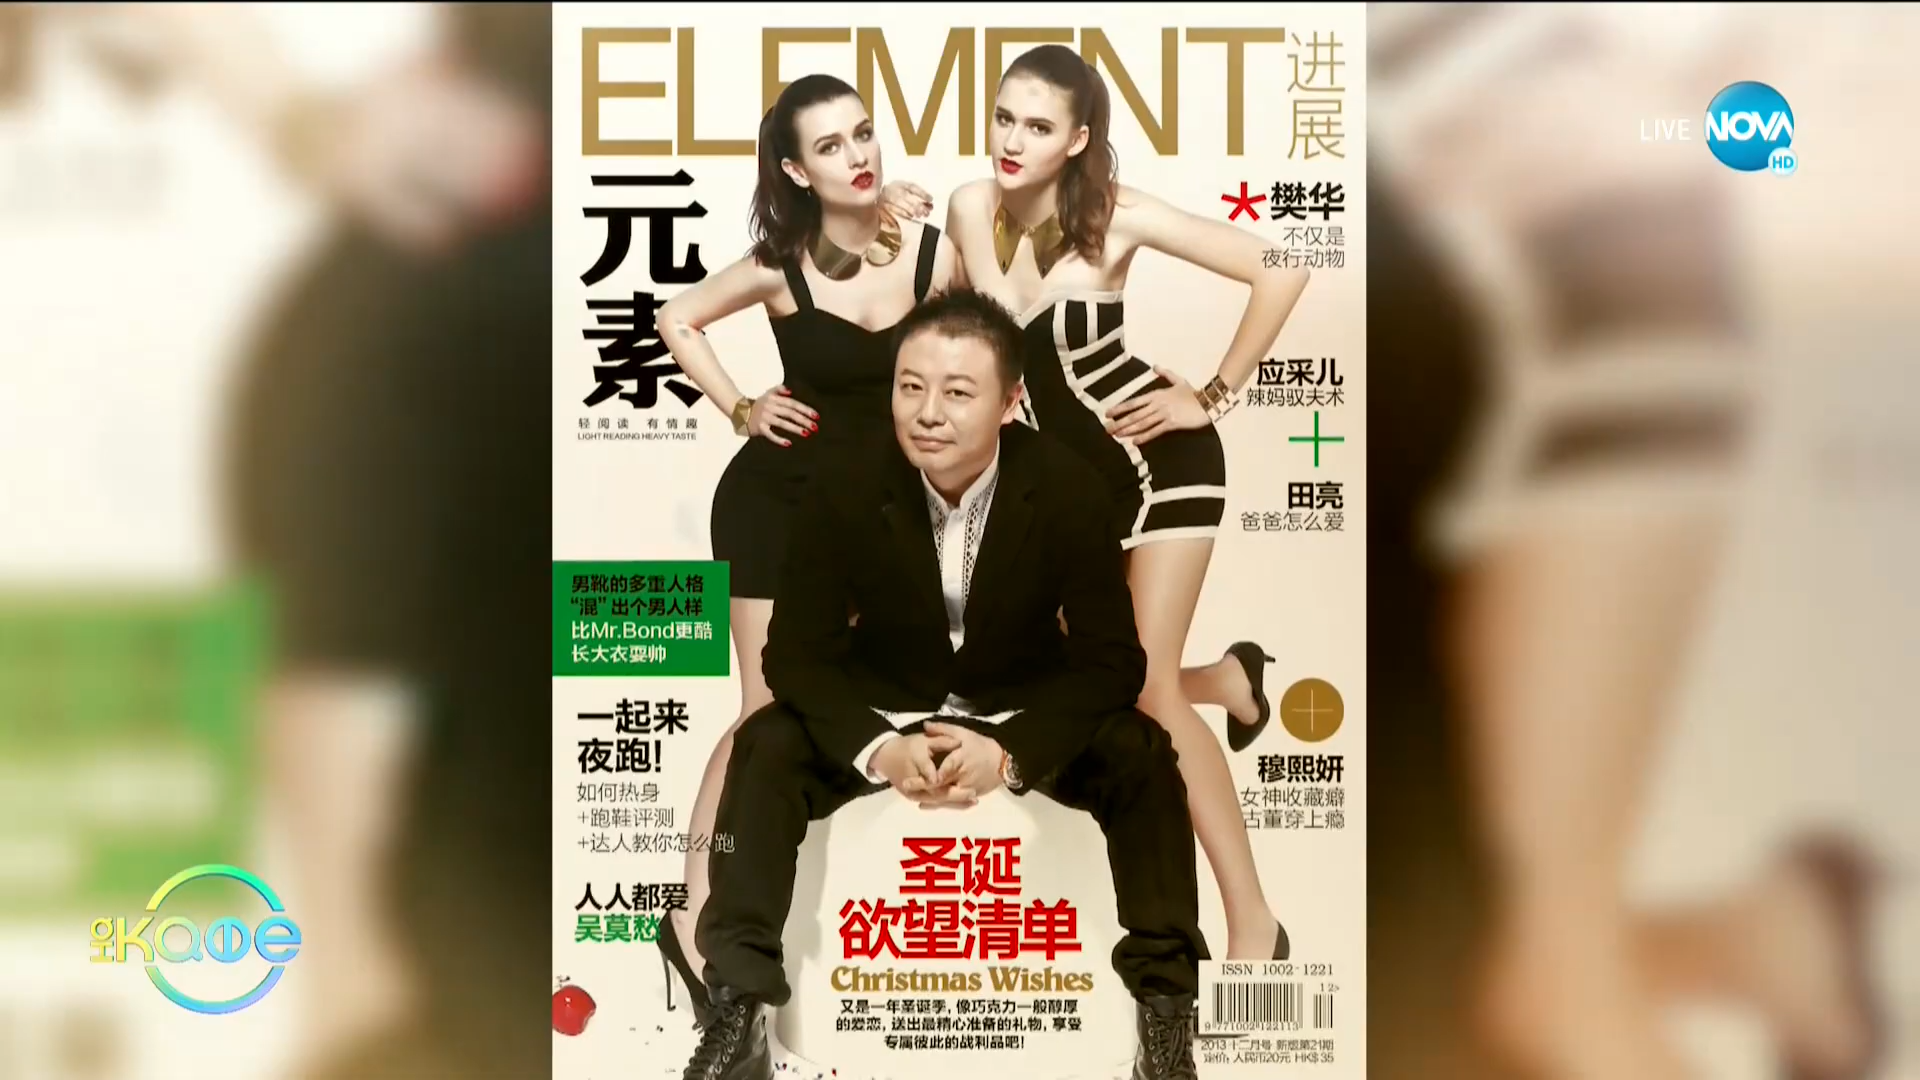 ELEMENT
进展
元素
轻阅读 有情趣
LIGHT READING HEAVY TASTE
樊华
不仅是
夜行动物
应采儿
辣妈驭夫术
田亮
爸爸怎么爱
男靴的多重人格
“混”出个男人样
比Mr.Bond更酷
长大衣耍帅
一起来
夜跑!
如何热身
+跑鞋评测
+达人教你怎么跑
人人都爱
吴莫愁
穆熙妍
女神收藏癖
古董穿上瘾
圣诞
欲望清单
Christmas Wishes
又是一年圣诞季, 像巧克力一般醇厚
的爱恋, 送出最精心准备的礼物, 享受
专属彼此的战利品吧!
ISSN 1002-1221
12>
9 771002 122113
2013 十二月号 新版第21期
定价: 人民币20元 HK$35
LIVE NOVA
HD
на кафе